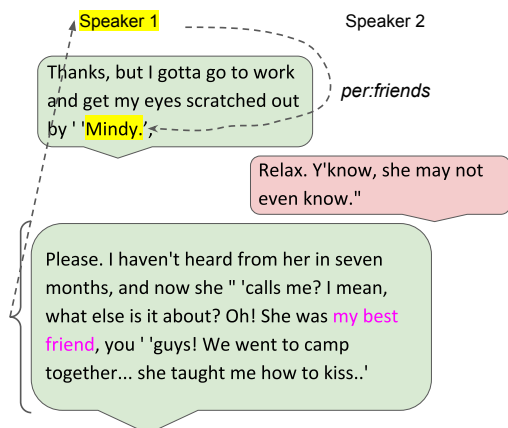 Speaker 1
Speaker 2
Thanks, but I gotta go to work
and get my eyes scratched out
by ' 'Mindy.',
per:friends
Relax. Y'know, she may not
even know."
Please. I haven't heard from her in seven
months, and now she " 'calls me? I mean,
what else is it about? Oh! She was my best
friend, you ' 'guys! We went to camp
together... she taught me how to kiss..'